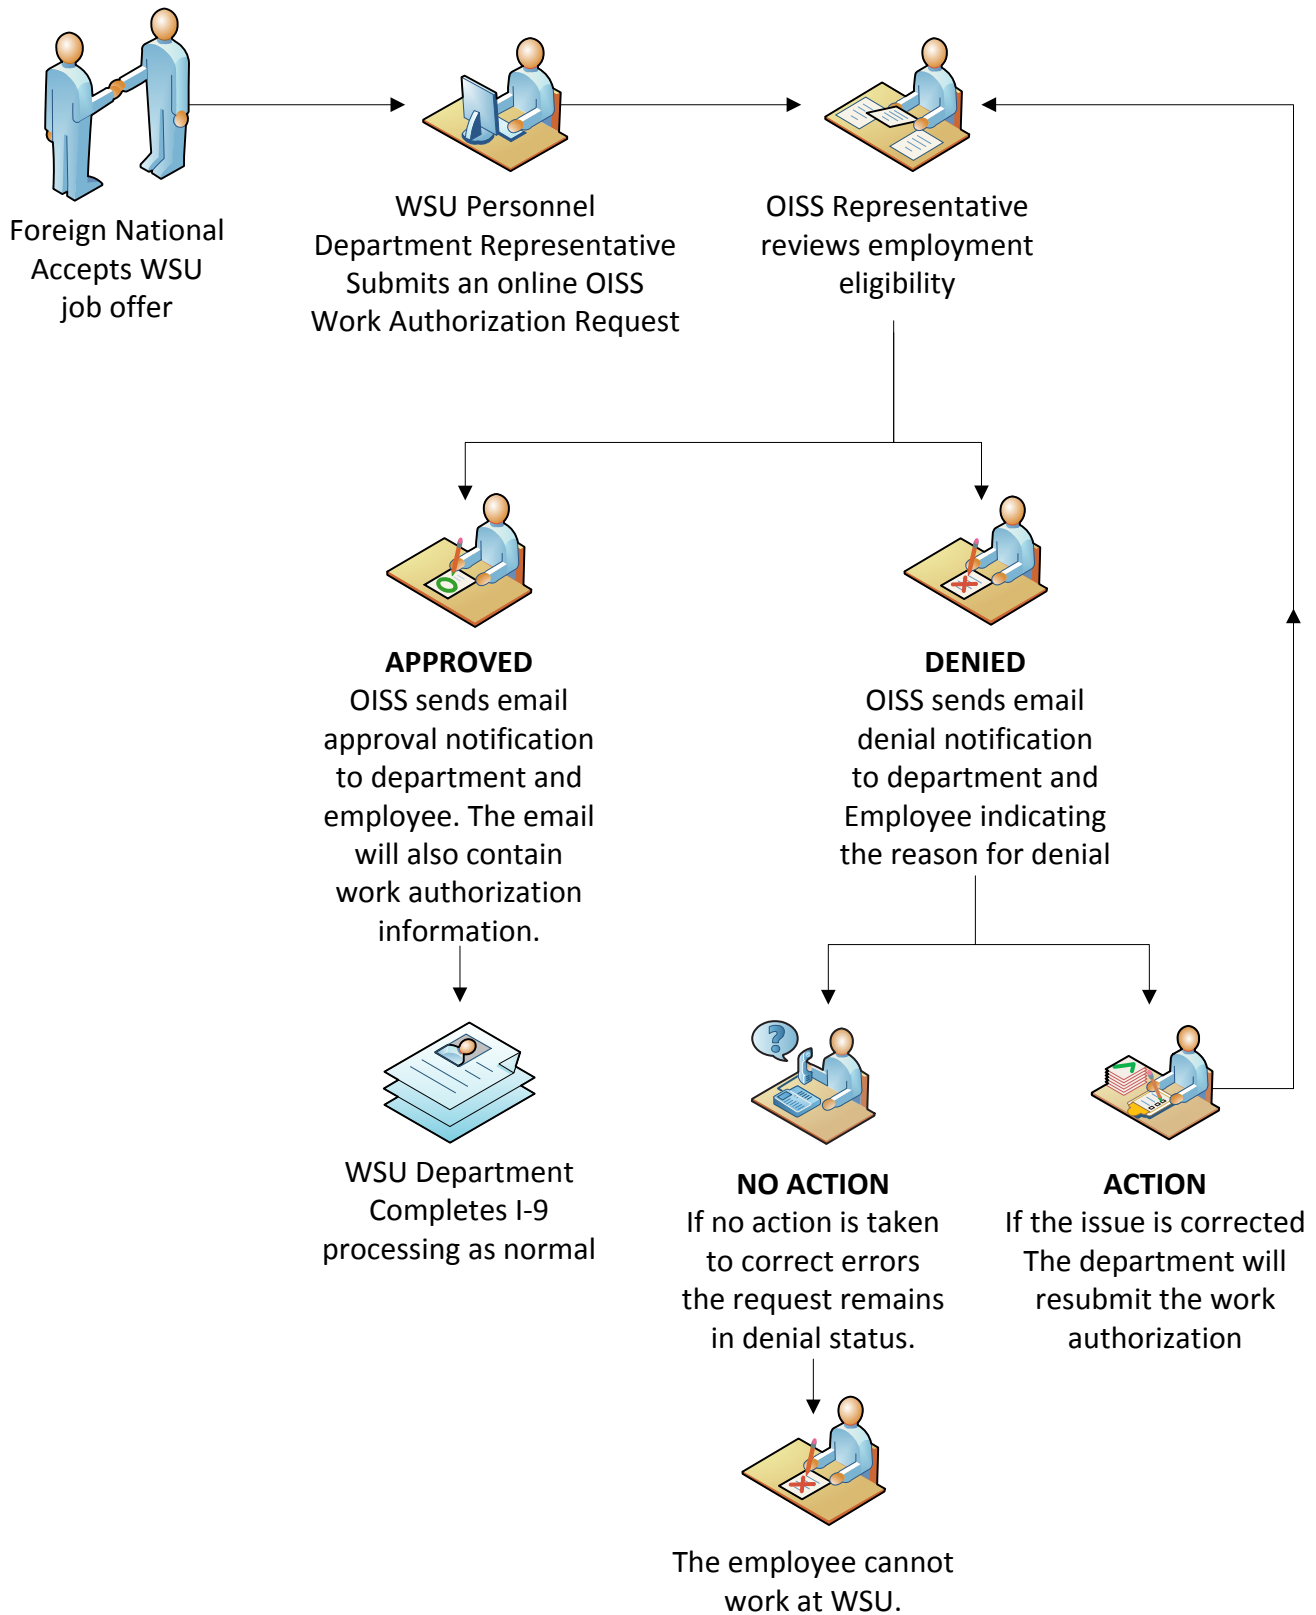 Foreign National
Accepts WSU
job offer
WSU Personnel
Department Representative
Submits an online OISS
Work Authorization Request
OISS Representative
reviews employment
eligibility
APPROVED
OISS sends email
approval notification
to department and
employee. The email
will also contain
work authorization
information.
DENIED
OISS sends email
denial notification
to department and
Employee indicating
the reason for denial
WSU Department
Completes I-9
processing as normal
?
NO ACTION
If no action is taken
to correct errors
the request remains
in denial status.
ACTION
If the issue is corrected
The department will
resubmit the work
authorization
The employee cannot
work at WSU.